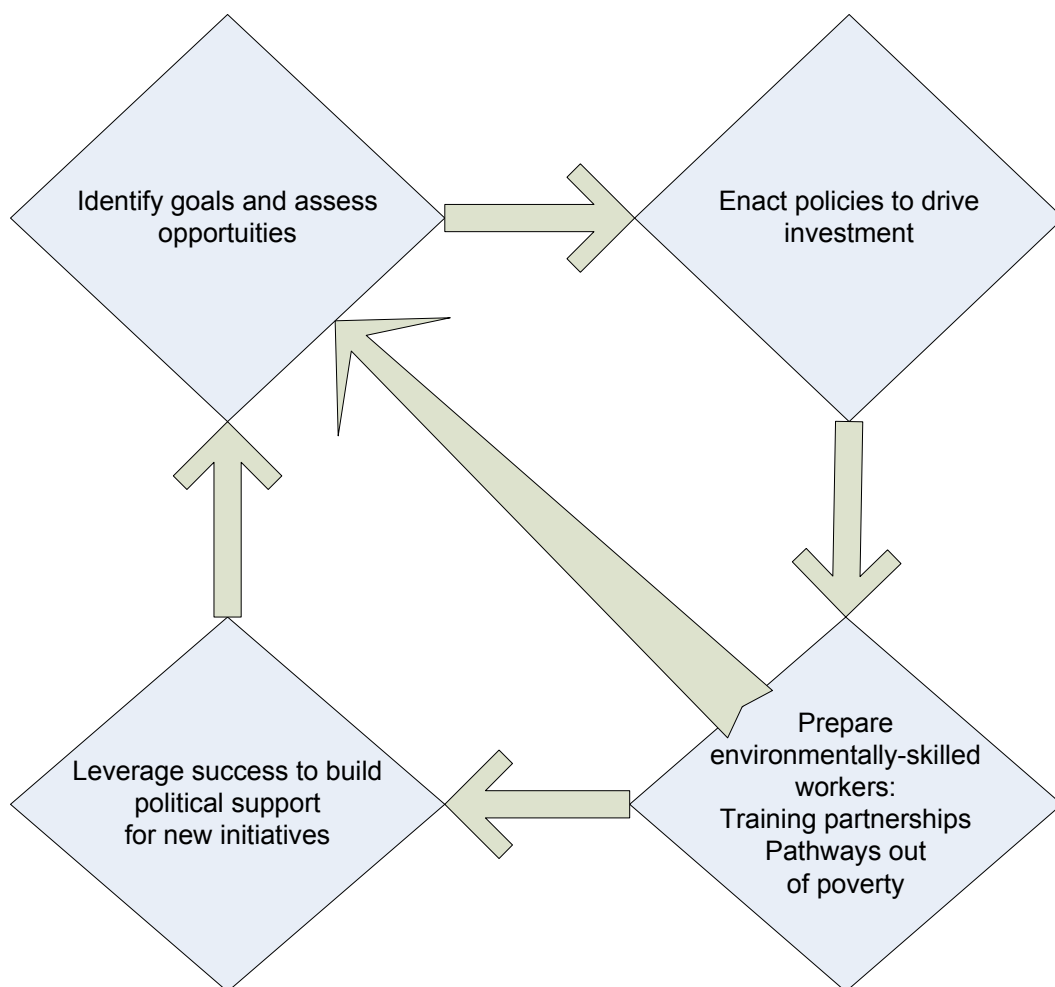 Identify goals and assess
opportuities
Enact policies to drive
investment
Prepare
environmentally-skilled
workers:
Training partnerships
Pathways out
of poverty
Leverage success to build
political support
for new initiatives